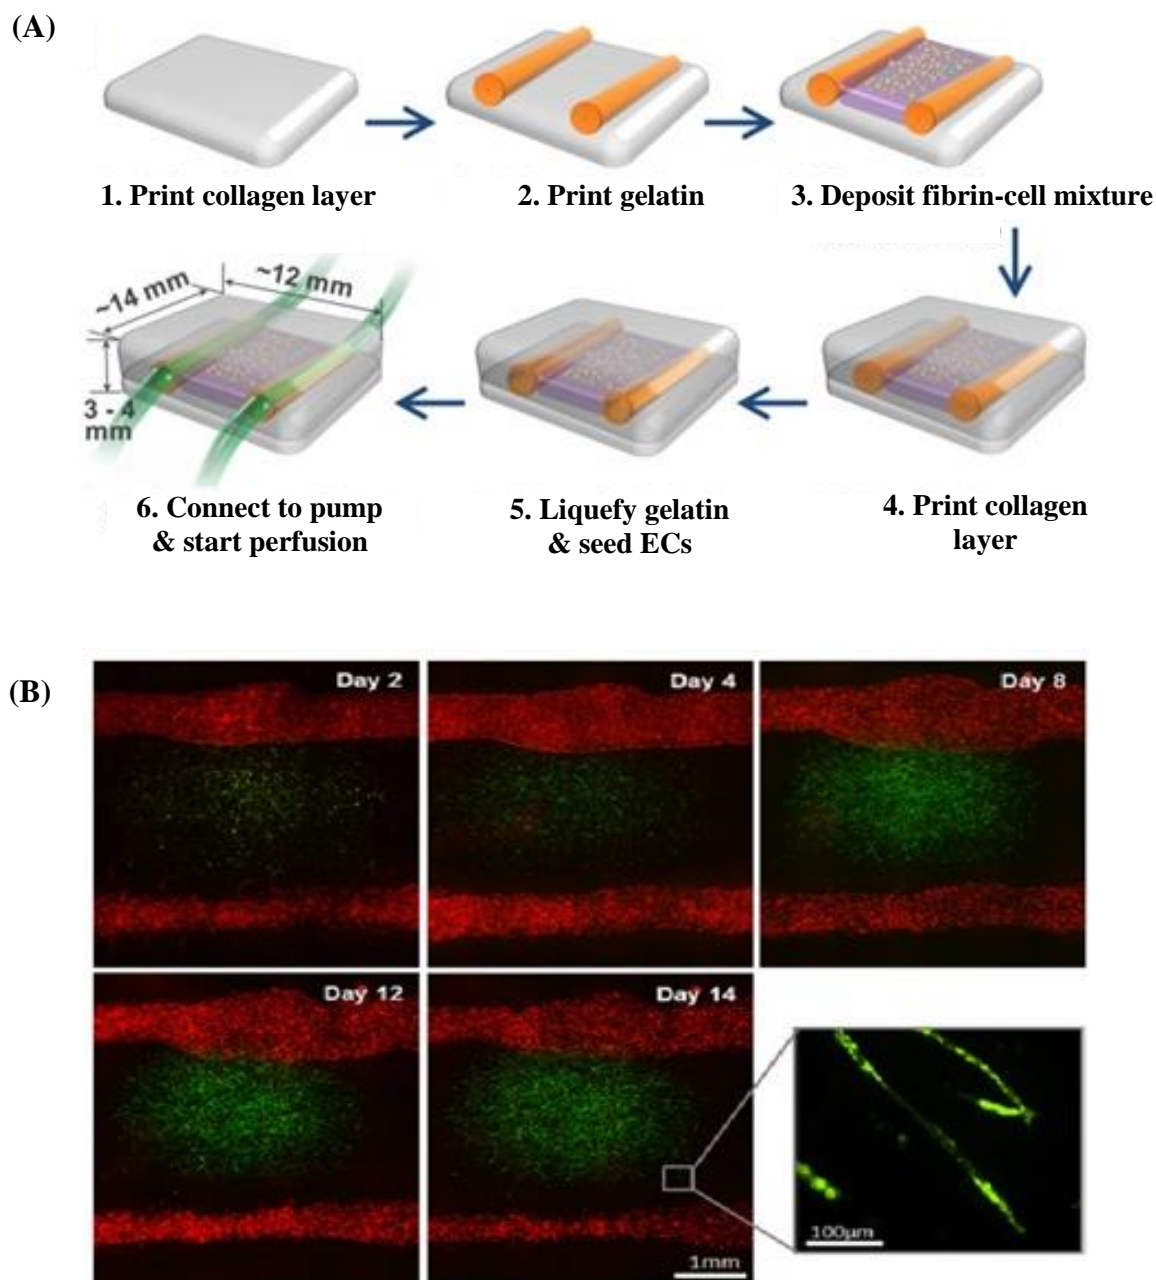 (A)
1. Print collagen layer
2. Print gelatin
3. Deposit fibrin-cell mixture
~14 mm
~12 mm
3 - 4
mm
6. Connect to pump
& start perfusion
5. Liquefy gelatin
& seed ECs
4. Print collagen
layer
(B)
Day 2
Day 4
Day 8
Day 12
Day 14
1mm
100μm